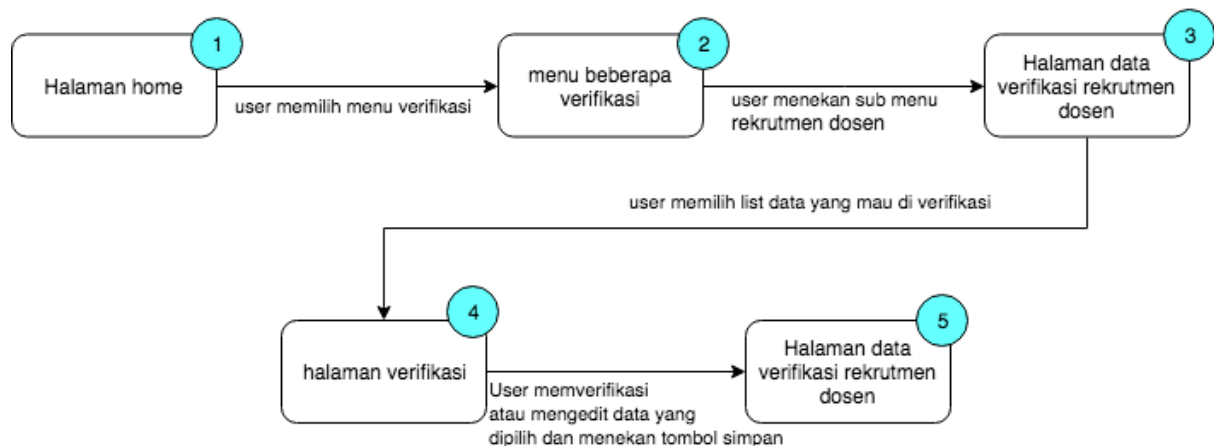 1
Halaman home
user memilih menu verifikasi
2
menu beberapa
verifikasi
user menekan sub menu
rekrutmen dosen
3
Halaman data
verifikasi rekrutmen
dosen
user memilih list data yang mau di verifikasi
4
halaman verifikasi
User memverifikasi
atau mengedit data yang
dipilih dan menekan tombol simpan
5
Halaman data
verifikasi rekrutmen
dosen